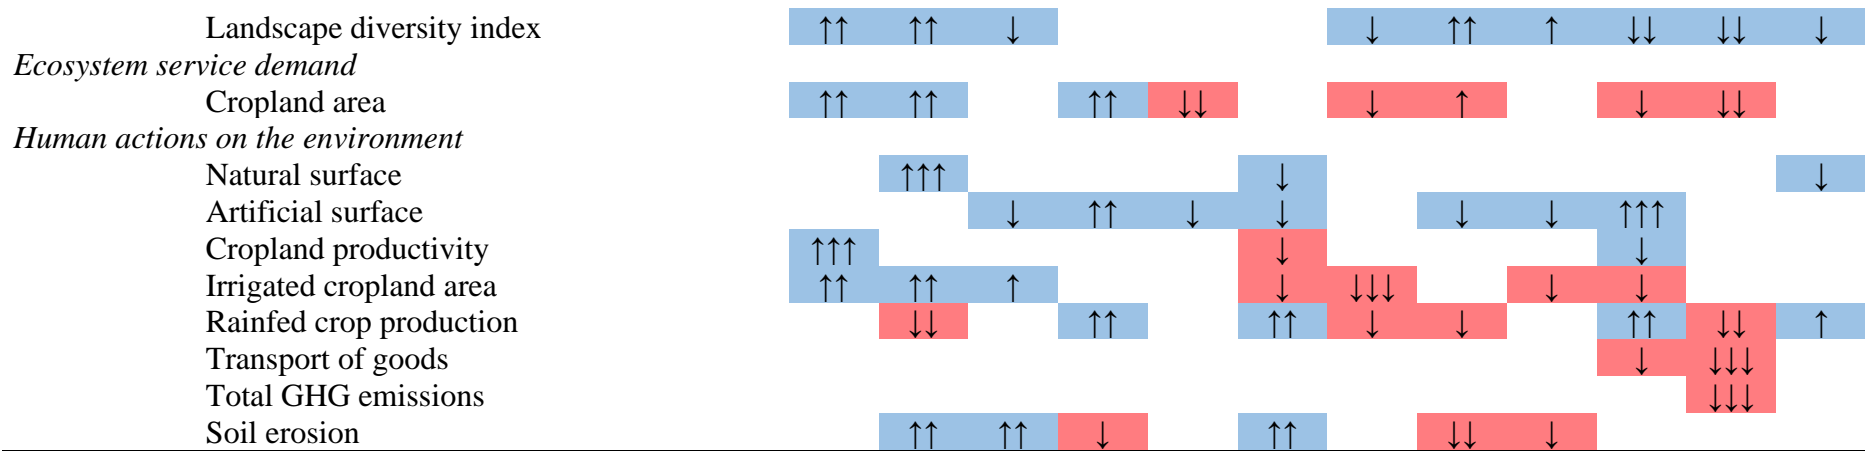 Landscape diversity index ↑↑ ↑↑ ↓ ↓ ↑↑ ↑ ↓↓ ↓↓ ↓
Ecosystem service demand
Cropland area ↑↑ ↑↑ ↑↑ ↓↓ ↓ ↑ ↓ ↓↓
Human actions on the environment
Natural surface ↑↑↑ ↓ ↓
Artificial surface ↓ ↑↑ ↓ ↓ ↓ ↓ ↑↑↑
Cropland productivity ↑↑↑ ↓ ↓
Irrigated cropland area ↑↑ ↑↑ ↑ ↓ ↓↓↓ ↓ ↓
Rainfed crop production ↓↓ ↑↑ ↑↑ ↓ ↓ ↑↑ ↓↓ ↑
Transport of goods ↓ ↓↓↓
Total GHG emissions ↓↓↓
Soil erosion ↑↑ ↑↑ ↓ ↑↑ ↓↓ ↓